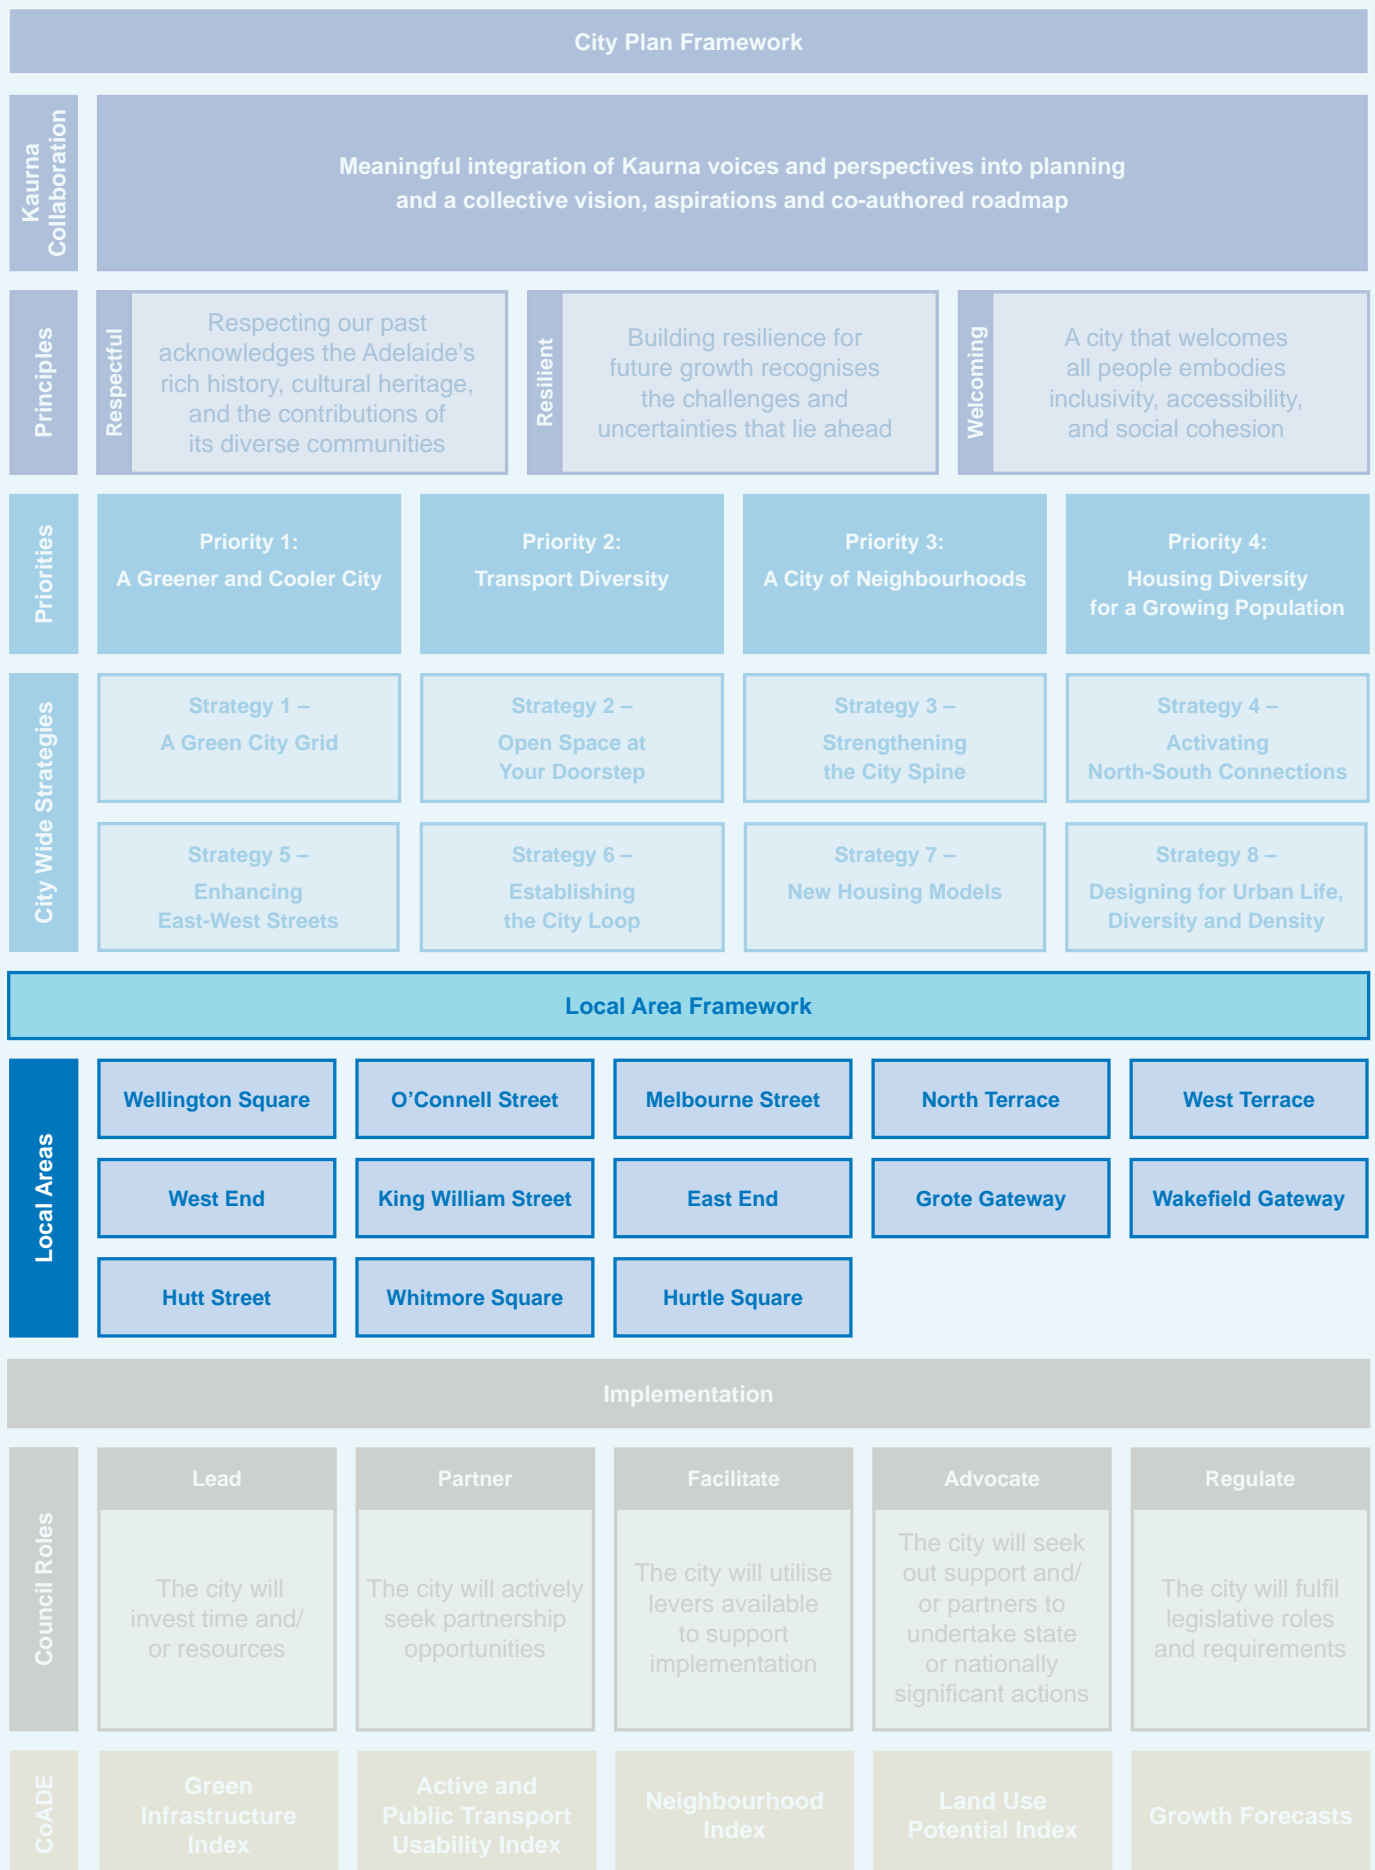 City Plan Framework
Kaurna
Collaboration
Meaningful integration of Kaurna voices and perspectives into planning
and a collective vision, aspirations and co-authored roadmap
Principles
Respectful
Respecting our past
acknowledges the Adelaide's
rich history, cultural heritage,
and the contributions of
its diverse communities
Resilient
Building resilience for
future growth recognises
the challenges and
uncertainties that lie ahead
Welcoming
A city that welcomes
all people embodies
inclusivity, accessibility,
and social cohesion
Priorities
Priority 1:
A Greener and Cooler City
Priority 2:
Transport Diversity
Priority 3:
A City of Neighbourhoods
Priority 4:
Housing Diversity
for a Growing Population
City Wide Strategies
Strategy 1 –
A Green City Grid
Strategy 2 –
Open Space at
Your Doorstep
Strategy 3 –
Strengthening
the City Spine
Strategy 4 –
Activating
North-South Connections
Strategy 5 –
Enhancing
East-West Streets
Strategy 6 –
Establishing
the City Loop
Strategy 7 –
New Housing Models
Strategy 8 –
Designing for Urban Life,
Diversity and Density
Local Area Framework
Local Areas
Wellington Square
O’Connell Street
Melbourne Street
North Terrace
West Terrace
West End
King William Street
East End
Grote Gateway
Wakefield Gateway
Hutt Street
Whitmore Square
Hurtle Square
Implementation
Council Roles
Lead
The city will
invest time and/
or resources
Partner
The city will actively
seek partnership
opportunities
Facilitate
The city will utilise
levers available
to support
implementation
Advocate
The city will seek
out support and/
or partners to
undertake state
or nationally
significant actions
Regulate
The city will fulfil
legislative roles
and requirements
CoADE
Green
Infrastructure
Index
Active and
Public Transport
Usability Index
Neighbourhood
Index
Land Use
Potential Index
Growth Forecasts